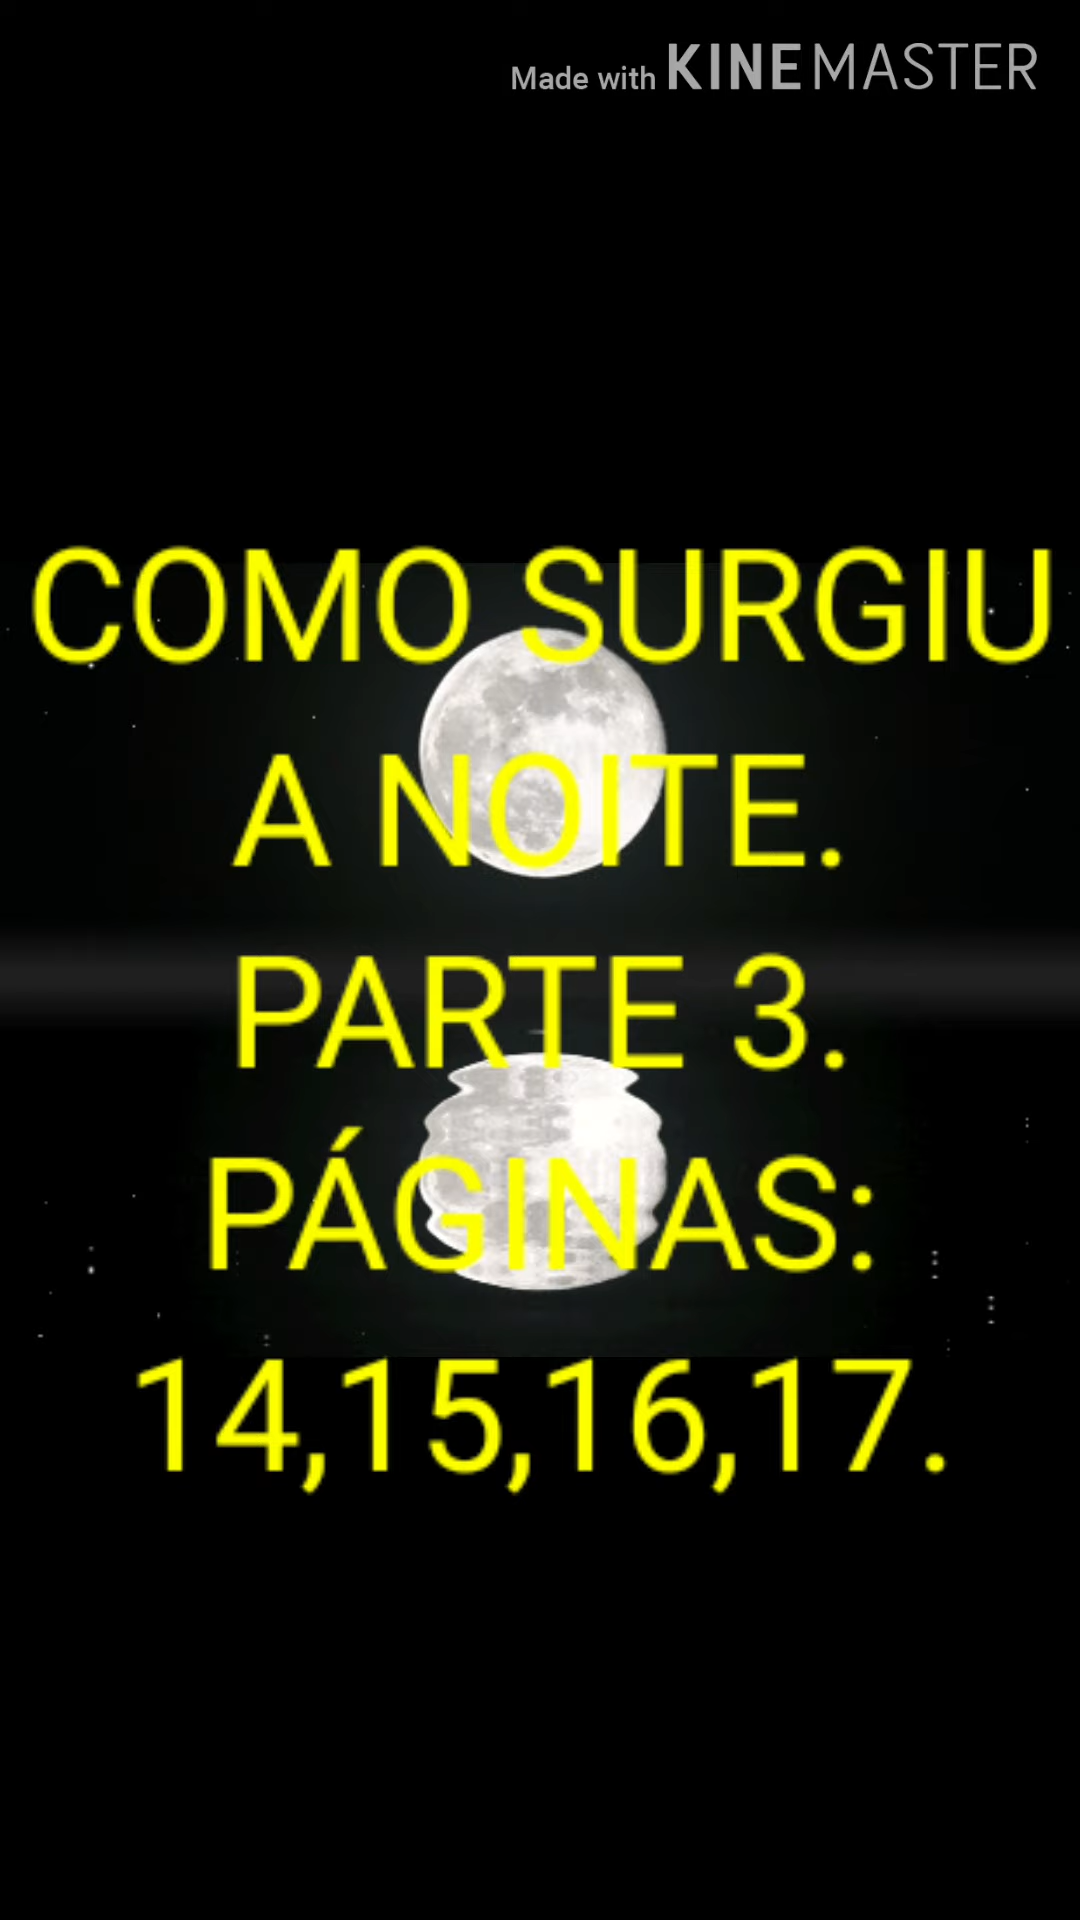 Made with KINEMASTER
COMO SURGIU
A NOITE.
PARTE 3.
PÁGINAS:
14,15,16,17.